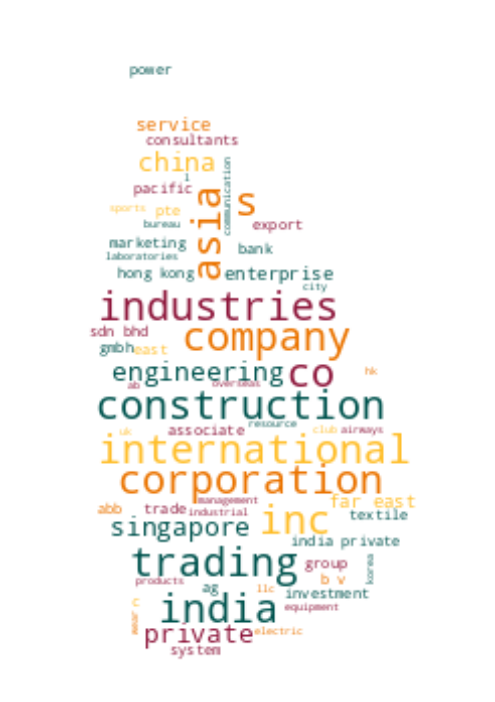 power
service
consultants
china
communication
l
pacific
asia
s
sports
pte
bureau
export
marketing
bank
laboratories
hong kong
enterprise
city
industries
sdn bhd
company
gmbh
east
engineering
co
hk
ab
overseas
construction
resource
uk
associate
club
airways
international
corporation
management
far east
abb
trade
industrial
inc
textile
singapore
india private
trading
group
korea
products
b v
ag
llc
investment
india
equipment
private
electric
system